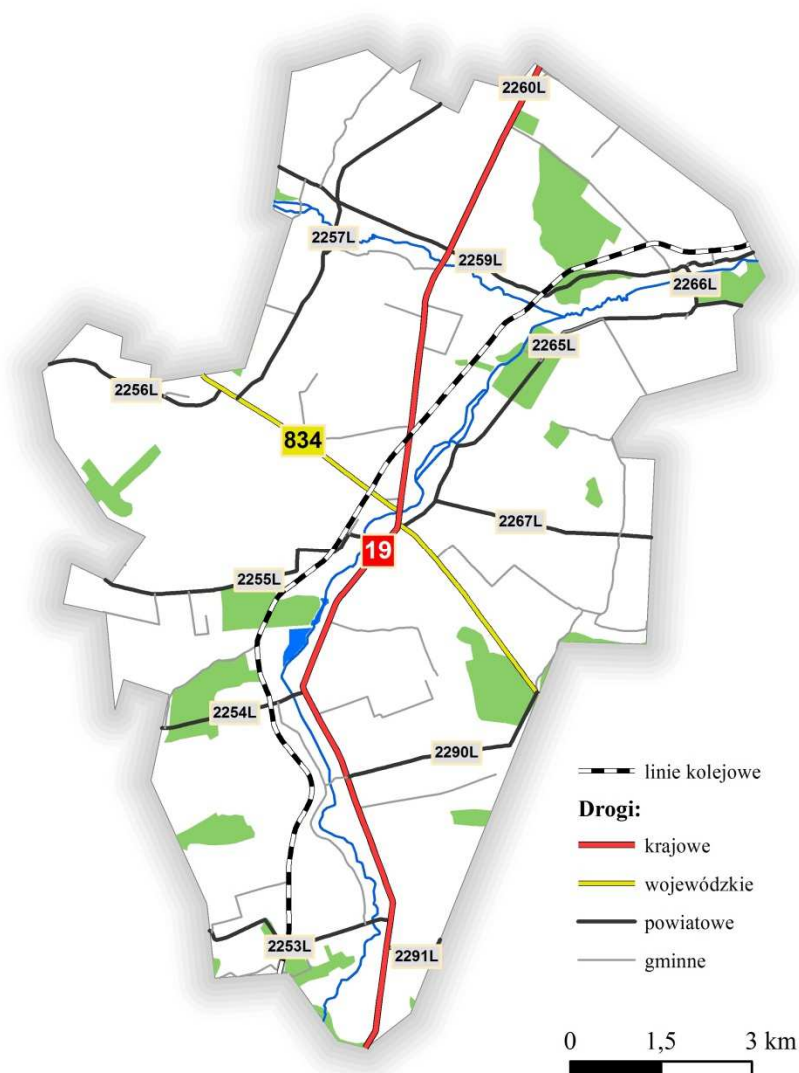 2260L
2257L
2259L
2266L
2265L
2256L
834
2267L
19
2255L
2254L
2290L
linie kolejowe
Drogi:
krajowe
wojewódzkie
powiatowe
gminne
2253L
2291L
0 1,5 3 km